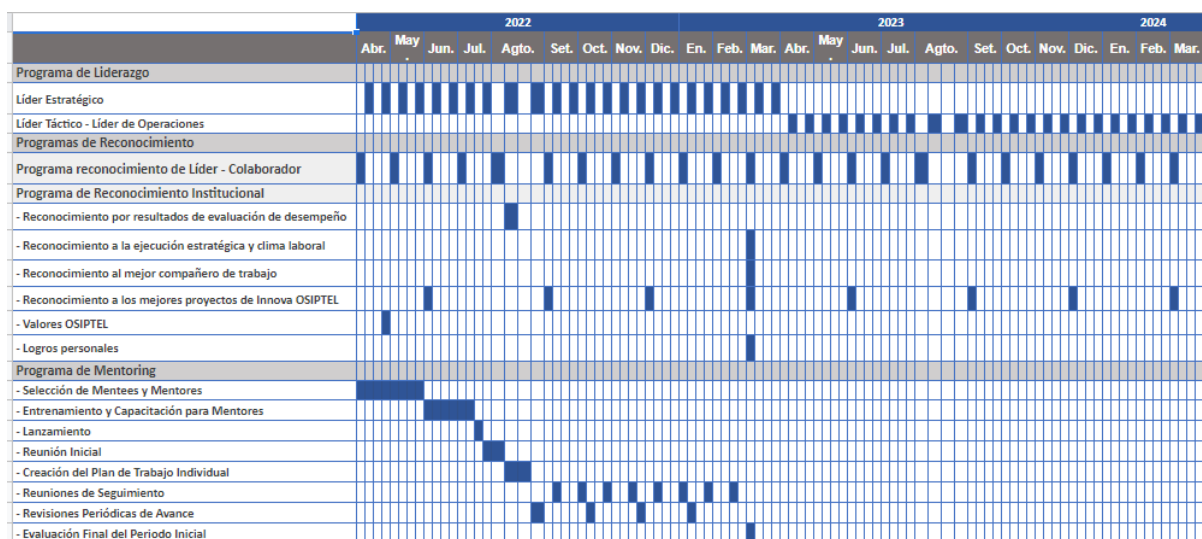 2022 2023 2024
Abr. May. Jun. Jul. Agto. Set. Oct. Nov. Dic. En. Feb. Mar. Abr. May. Jun. Jul. Agto. Set. Oct. Nov. Dic. En. Feb. Mar.
Programa de Liderazgo
Líder Estratégico
Líder Táctico - Líder de Operaciones
Programas de Reconocimiento
Programa reconocimiento de Líder - Colaborador
Programa de Reconocimiento Institucional
- Reconocimiento por resultados de evaluación de desempeño
- Reconocimiento a la ejecución estratégica y clima laboral
- Reconocimiento al mejor compañero de trabajo
- Reconocimiento a los mejores proyectos de Innova OSIPTEL
- Valores OSIPTEL
- Logros personales
Programa de Mentoring
- Selección de Mentees y Mentores
- Entrenamiento y Capacitación para Mentores
- Lanzamiento
- Reunión Inicial
- Creación del Plan de Trabajo Individual
- Reuniones de Seguimiento
- Revisiones Periódicas de Avance
- Evaluación Final del Periodo Inicial